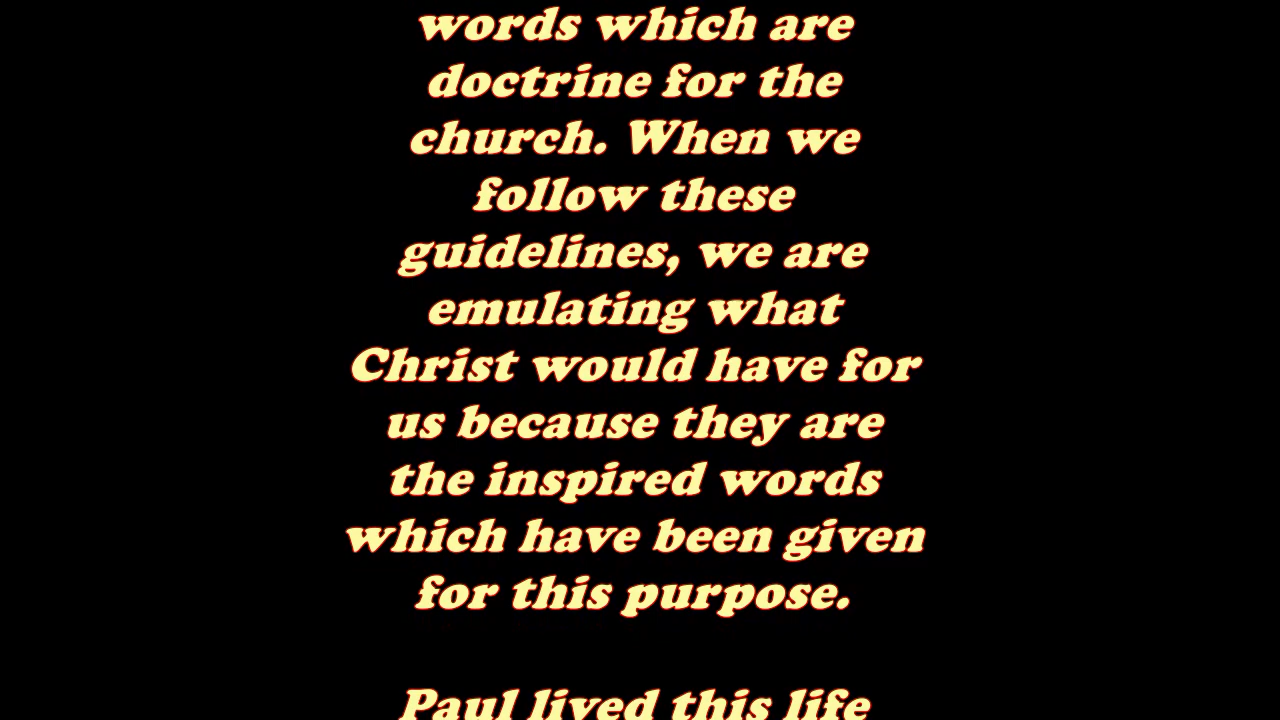 words which are
doctrine for the
church. When we
follow these
guidelines, we are
emulating what
Christ would have for
us because they are
the inspired words
which have been given
for this purpose.
Paul lived this life